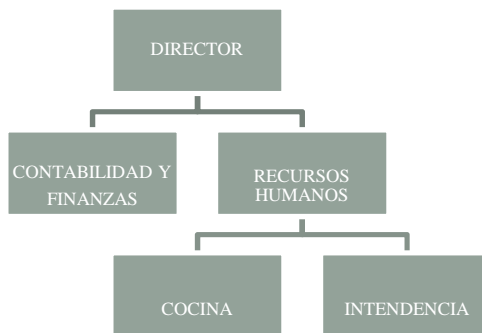 DIRECTOR
CONTABILIDAD Y
FINANZAS
RECURSOS
HUMANOS
COCINA
INTENDENCIA